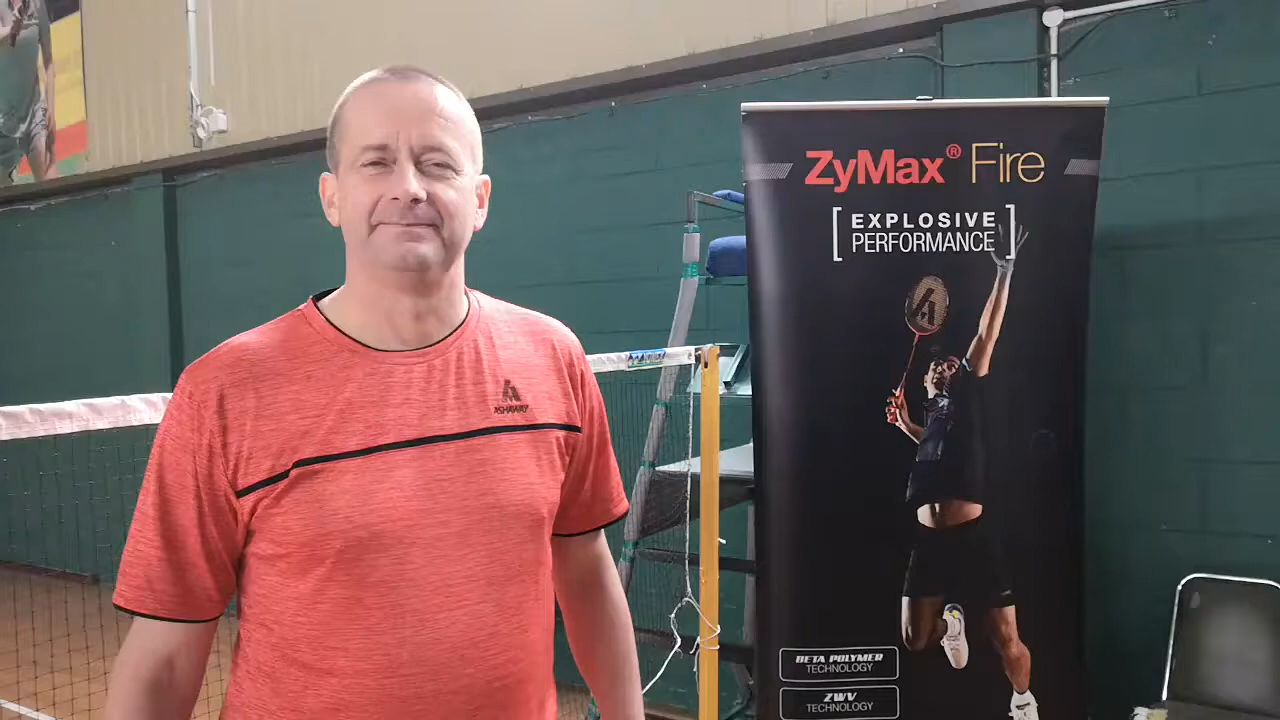 ZyMax® Fire
EXPLOSIVE
PERFORMANCE
ASHAWAY
BETA POLYMER
TECHNOLOGY
ZWV
TECHNOLOGY